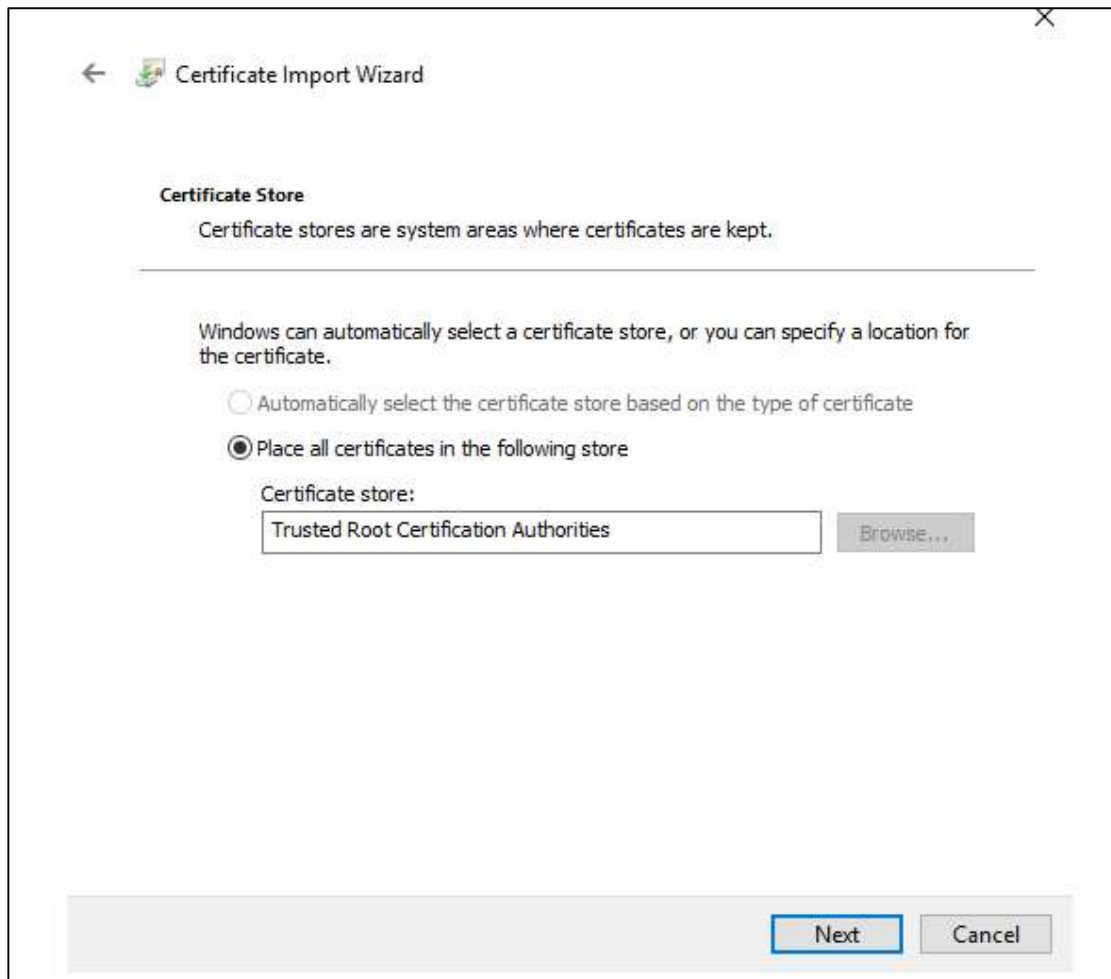 Certificate Import Wizard
Certificate Store
Certificate stores are system areas where certificates are kept.
Windows can automatically select a certificate store, or you can specify a location for
the certificate.
Automatically select the certificate store based on the type of certificate
Place all certificates in the following store
Certificate store:
Trusted Root Certification Authorities
Browse...
Next
Cancel